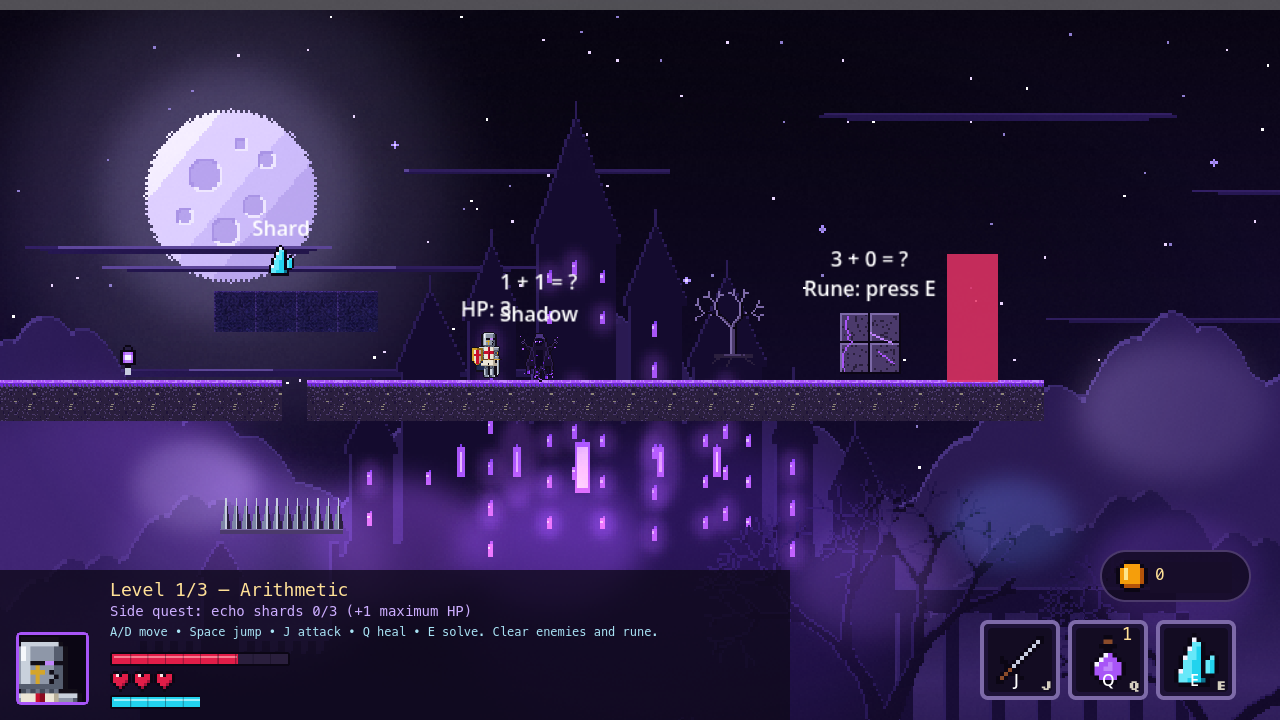 Shard
1 + 1 = ?
HP: 3
Shadow
3 + 0 = ?
Rune: press E
Level 1/3 — Arithmetic
Side quest: echo shards 0/3 (+1 maximum HP)
A/D move • Space jump • J attack • Q heal • E solve. Clear enemies and rune.
0
J
J
1
Q
Q
E
E